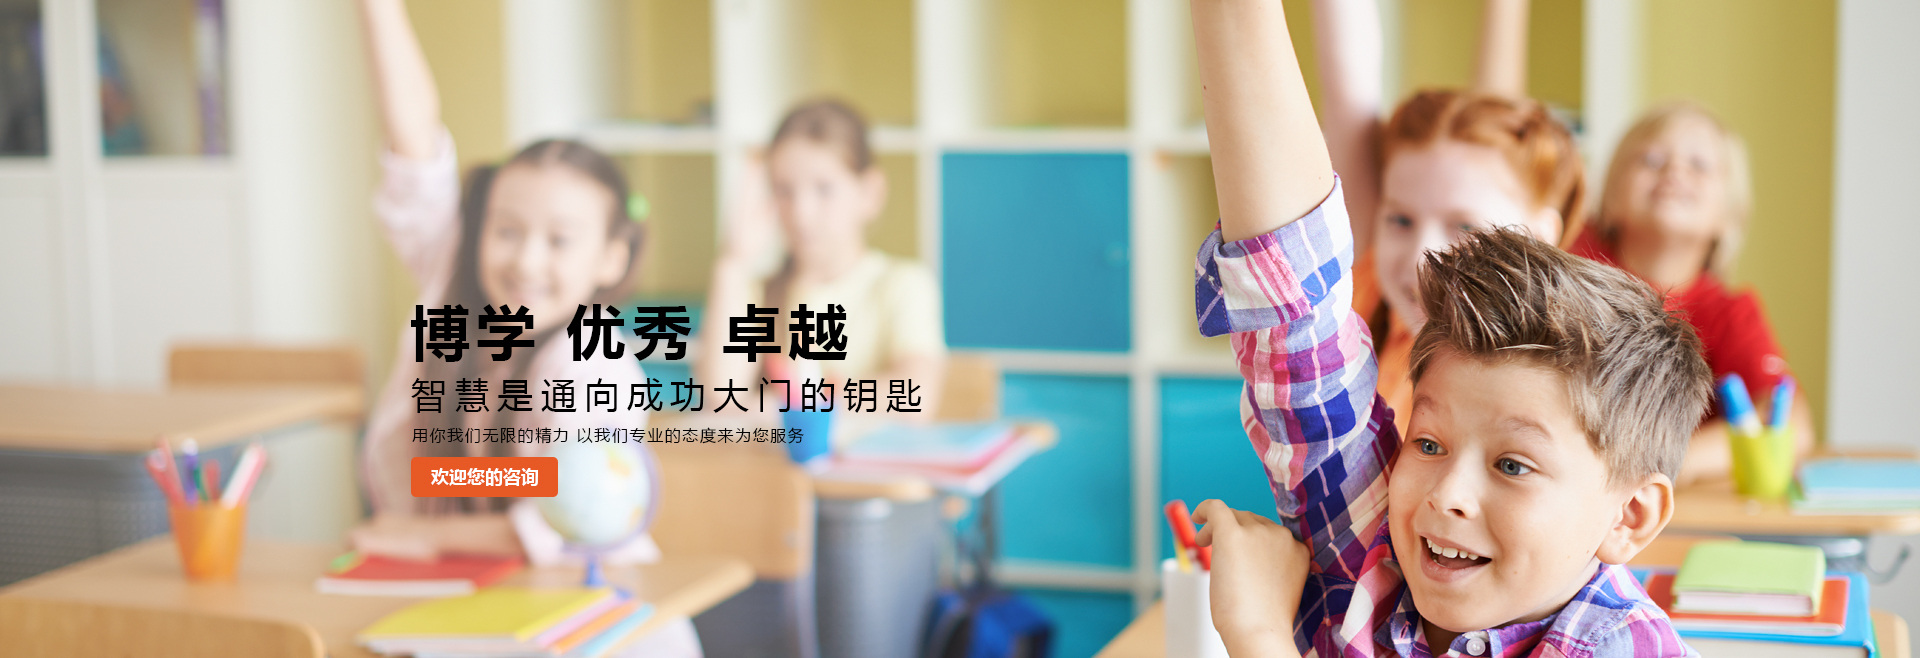 博学 优秀 卓越
智慧是通向成功大门的钥匙
用你我们无限的精力 以我们专业的态度来为您服务
欢迎您的咨询